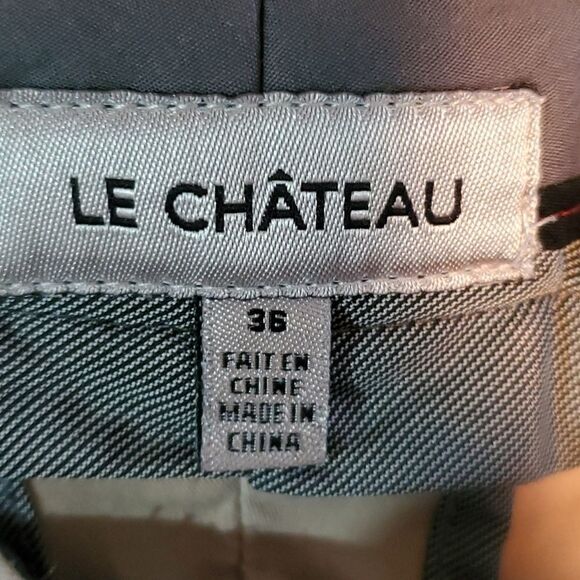 LE CHÂTEAU
36
FAIT EN
CHINE
MADE IN
CHINA